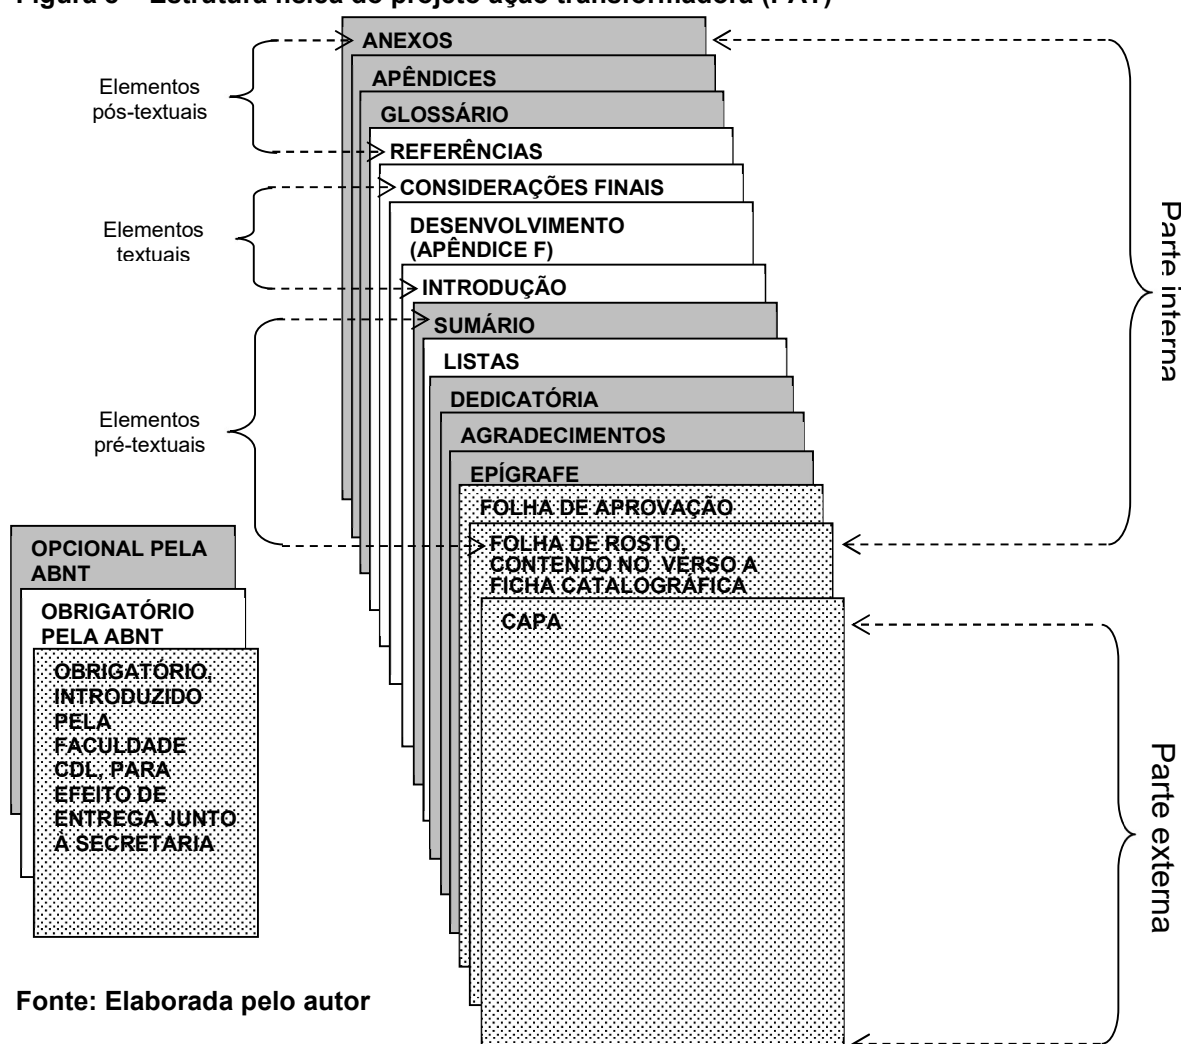 Figura 3 – Estrutura física do projeto ação transformadora (PAT)
ANEXOS
APÊNDICES
GLOSSÁRIO
REFERÊNCIAS
CONSIDERAÇÕES FINAIS
DESENVOLVIMENTO
(APÊNDICE F)
INTRODUÇÃO
SUMÁRIO
LISTAS
DEDICATÓRIA
AGRADECIMENTOS
EPÍGRAFE
FOLHA DE APROVAÇÃO
FOLHA DE ROSTO,
CONTENDO NO VERSO A
FICHA CATALOGRÁFICA
CAPA
Elementos
pós-textuais
Elementos
textuais
Elementos
pré-textuais
Parte interna
Parte externa
OPCIONAL PELA
ABNT
OBRIGATÓRIO
PELA ABNT
OBRIGATÓRIO,
INTRODUZIDO
PELA
FACULDADE
CDL, PARA
EFEITO DE
ENTREGA JUNTO
À SECRETARIA
Fonte: Elaborada pelo autor